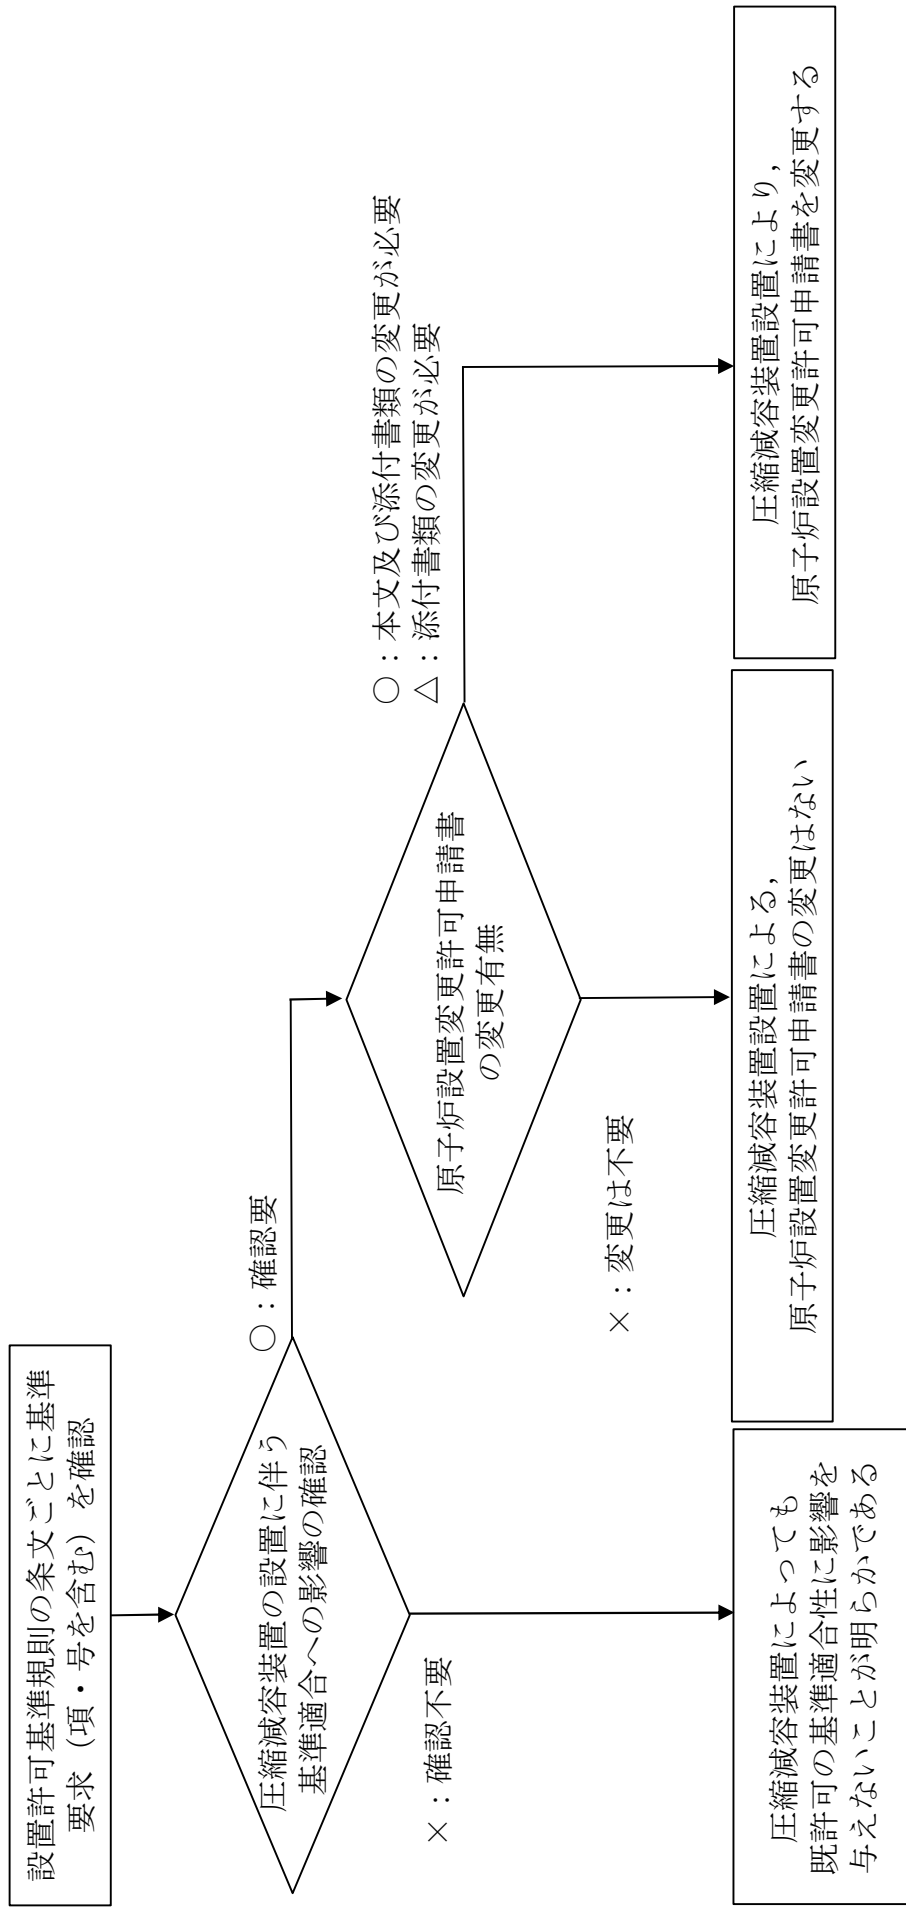 設置許可基準規則の条文ごとに基準
要求（項・号を含む）を確認
圧縮減容装置の設置に伴う
基準適合への影響の確認
○：確認要
×：確認不要
原子炉設置変更許可申請書
の変更有無
○：本文及び添付書類の変更が必要
△：添付書類の変更が必要
×：変更は不要
圧縮減容装置によっても
既許可の基準適合性に影響を
与えないことが明らかである
圧縮減容装置設置による，
原子炉設置変更許可申請書の変更はない
圧縮減容装置設置により，
原子炉設置変更許可申請書を変更する